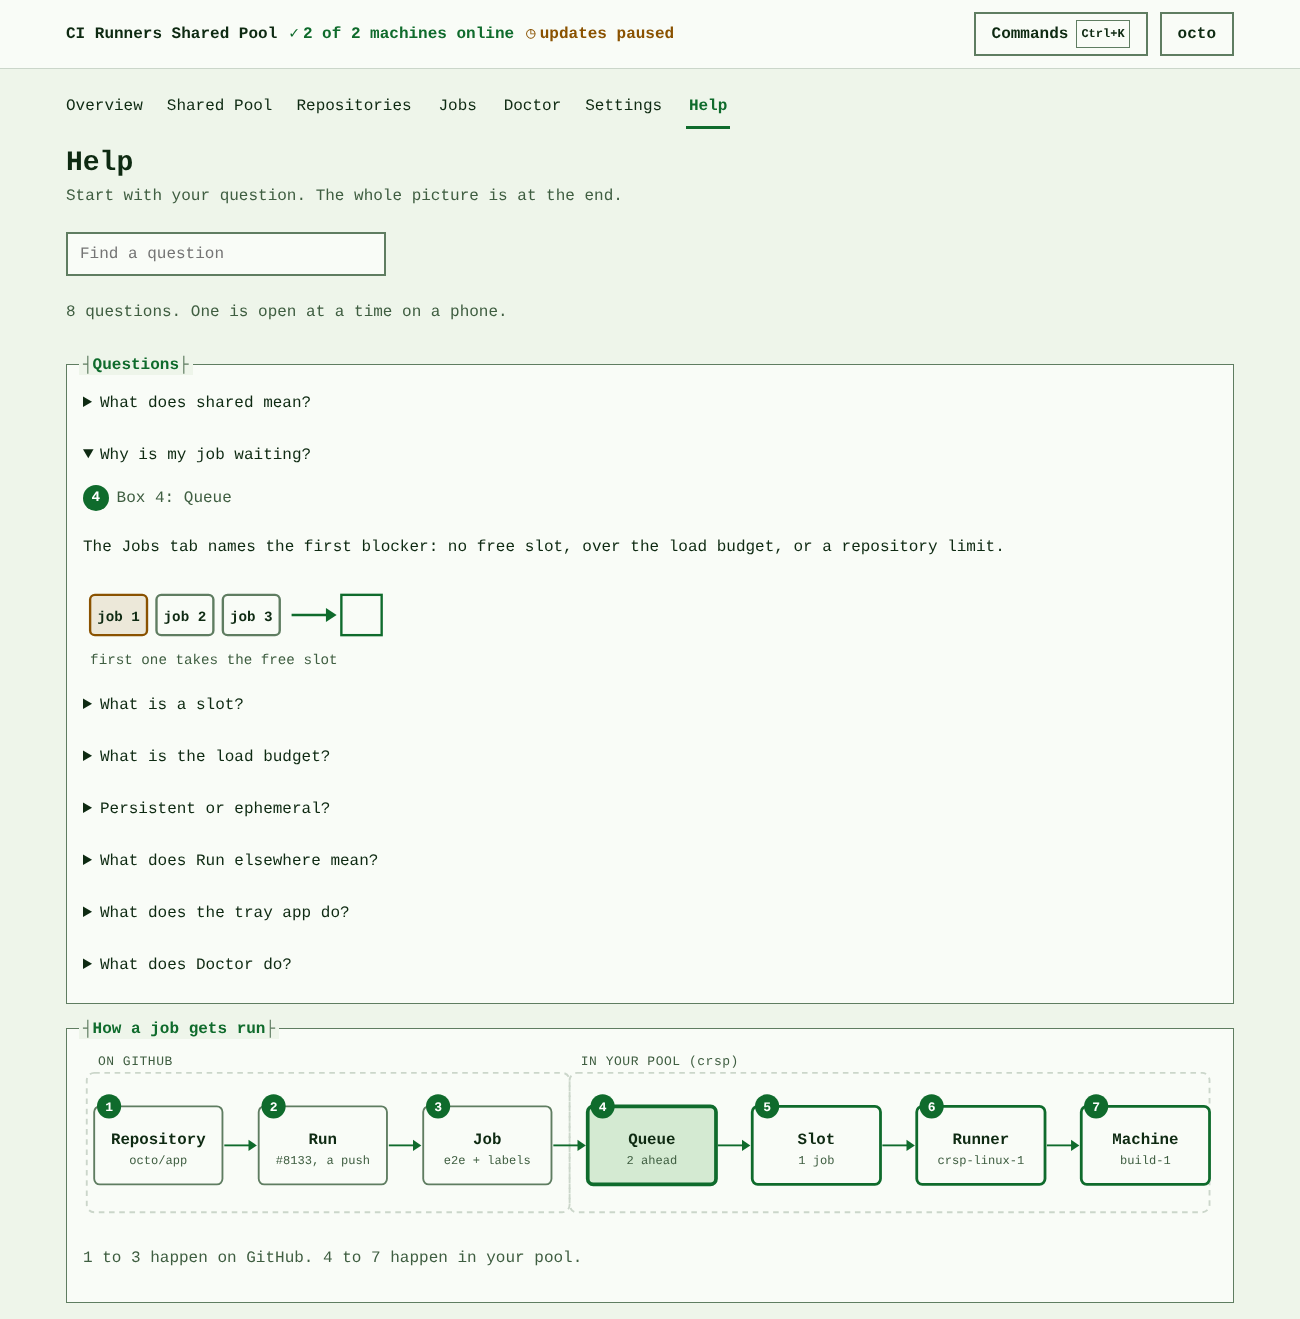 CI Runners Shared Pool ✓ 2 of 2 machines online ◷ updates paused Commands Ctrl+K octo
Overview Shared Pool Repositories Jobs Doctor Settings Help
Help
Start with your question. The whole picture is at the end.
Find a question
8 questions. One is open at a time on a phone.
Questions
What does shared mean?
Why is my job waiting?
4 Box 4: Queue
The Jobs tab names the first blocker: no free slot, over the load budget, or a repository limit.
job 1 job 2 job 3
first one takes the free slot
What is a slot?
What is the load budget?
Persistent or ephemeral?
What does Run elsewhere mean?
What does the tray app do?
What does Doctor do?
How a job gets run
ON GITHUB IN YOUR POOL (crsp)
1 2 3 4 5 6 7
Repository Run Job Queue Slot Runner Machine
octo/app #8133, a push e2e + labels 2 ahead 1 job crsp-linux-1 build-1
1 to 3 happen on GitHub. 4 to 7 happen in your pool.